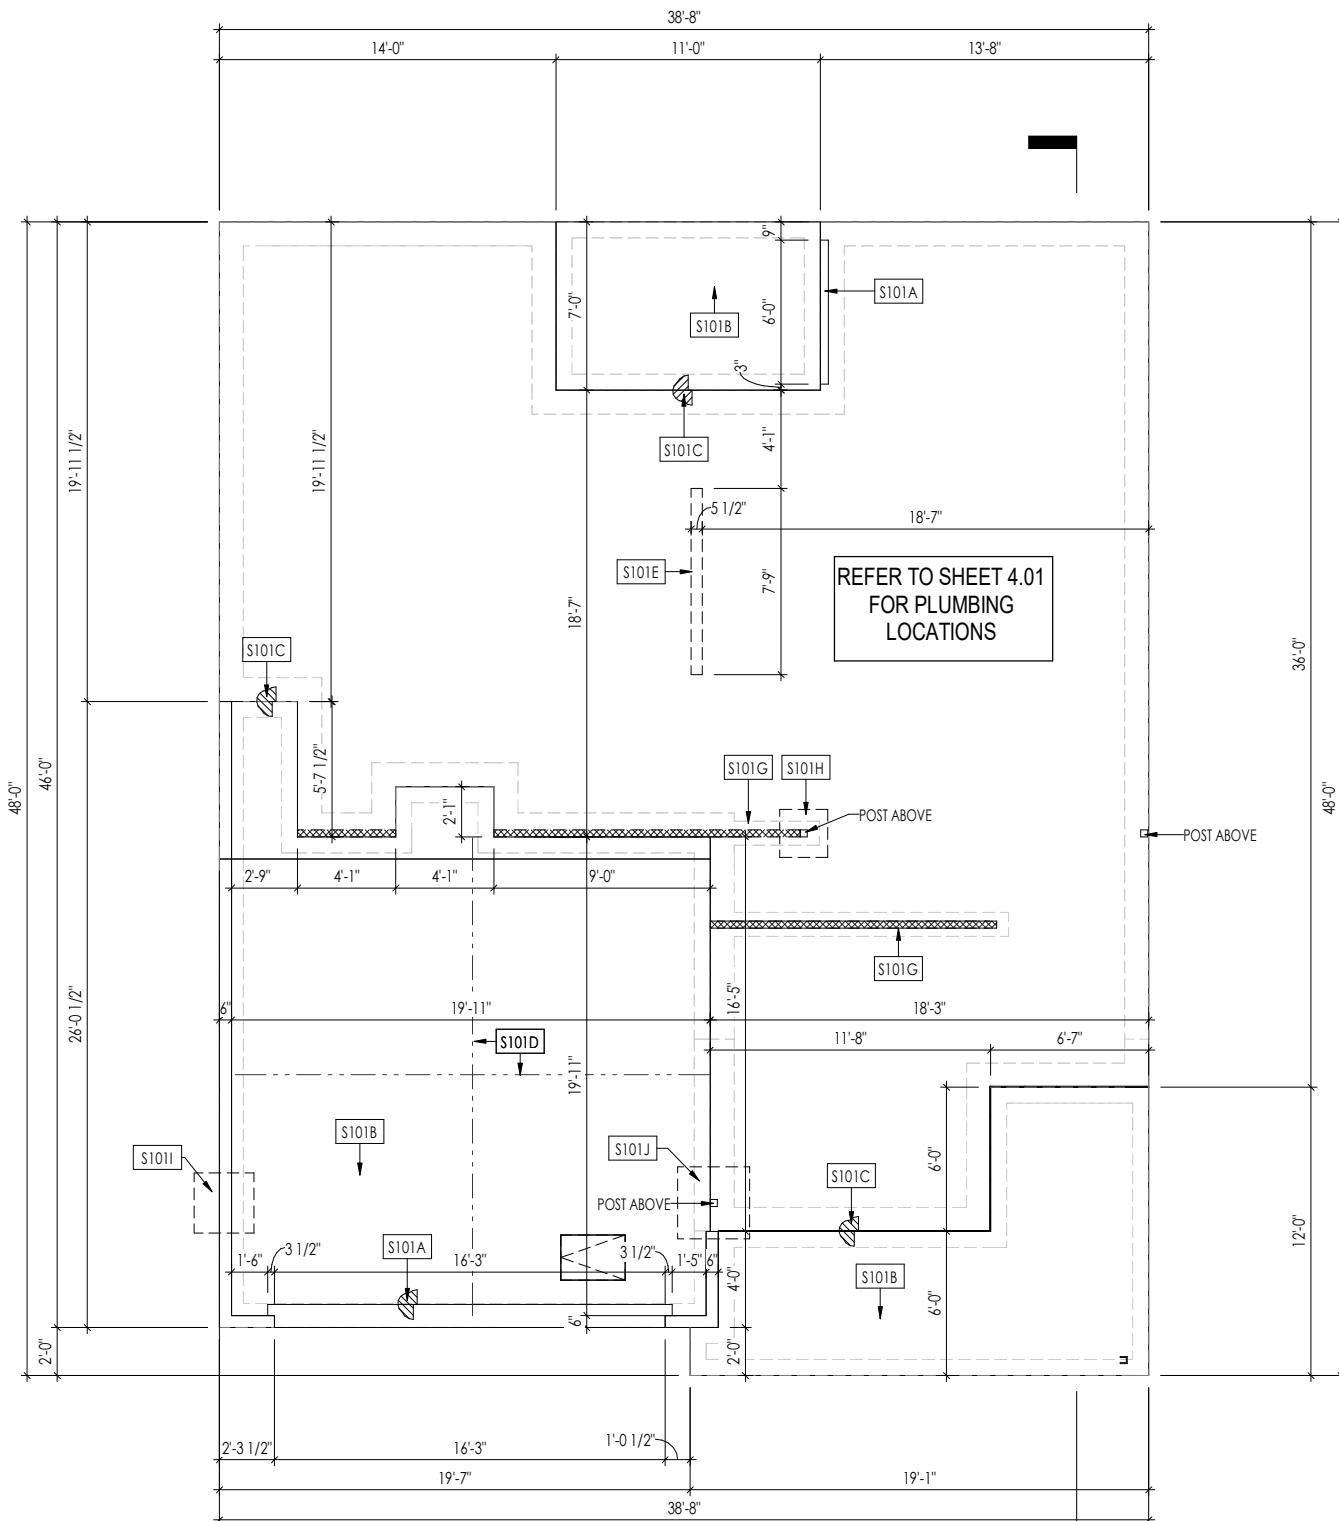 38'-8"
14'-0"
11'-0"
13'-8"
9"
S101A
7'-0"
6'-0"
S101B
3"
S101C
4'-1"
19'-11 1/2"
19'-11 1/2"
5 1/2"
18'-7"
S101E
7'-9"
REFER TO SHEET 4.01
FOR PLUMBING
LOCATIONS
18'-7"
S101C
36'-0"
48'-0"
46'-0"
5'-7 1/2"
S101G
S101H
48'-0"
2'-1"
POST ABOVE
POST ABOVE
2'-9"
4'-1"
4'-1"
9'-0"
S101G
26'-0 1/2"
6"
19'-11"
16'-5"
18'-3"
11'-8"
6'-7"
S101D
19'-11"
S101B
S101I
S101J
6'-0"
S101C
12'-0"
POST ABOVE
S101A
1'-6"
3 1/2"
16'-3"
3 1/2"
1'-5"
6"
4'-0"
S101B
6'-0"
6"
2'-0"
2'-0"
2'-3 1/2"
16'-3"
1'-0 1/2"
19'-7"
19'-1"
38'-8"